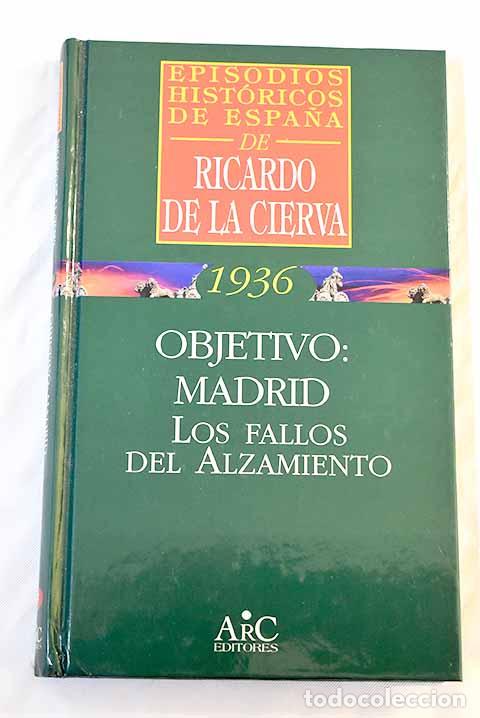 EPISODIOS
HISTÓRICOS
DE ESPAÑA
DE
RICARDO
DE LA CIERVA
1936
OBJETIVO:
MADRID
LOS FALLOS
DEL ALZAMIENTO
ARC
EDITORES
todocoleccion